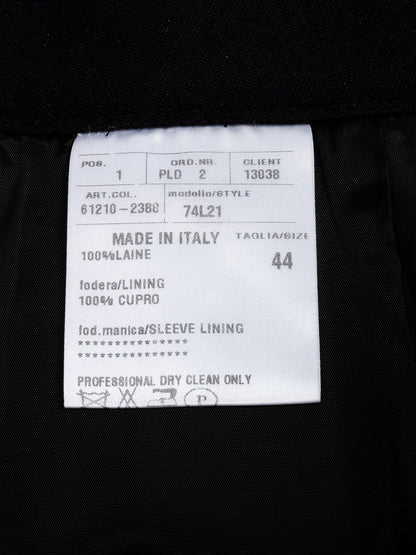 POS. ORD.NR. CLIENT
1 PLD 2 13038
ART.COL. modello/STYLE
61210-2388 74L21
MADE IN ITALY TAGLIA/SIZE
100%LAINE 44
fodera/LINING
100% CUPRO
fod.manica/SLEEVE LINING
***************
***************
PROFESSIONAL DRY CLEAN ONLY
P